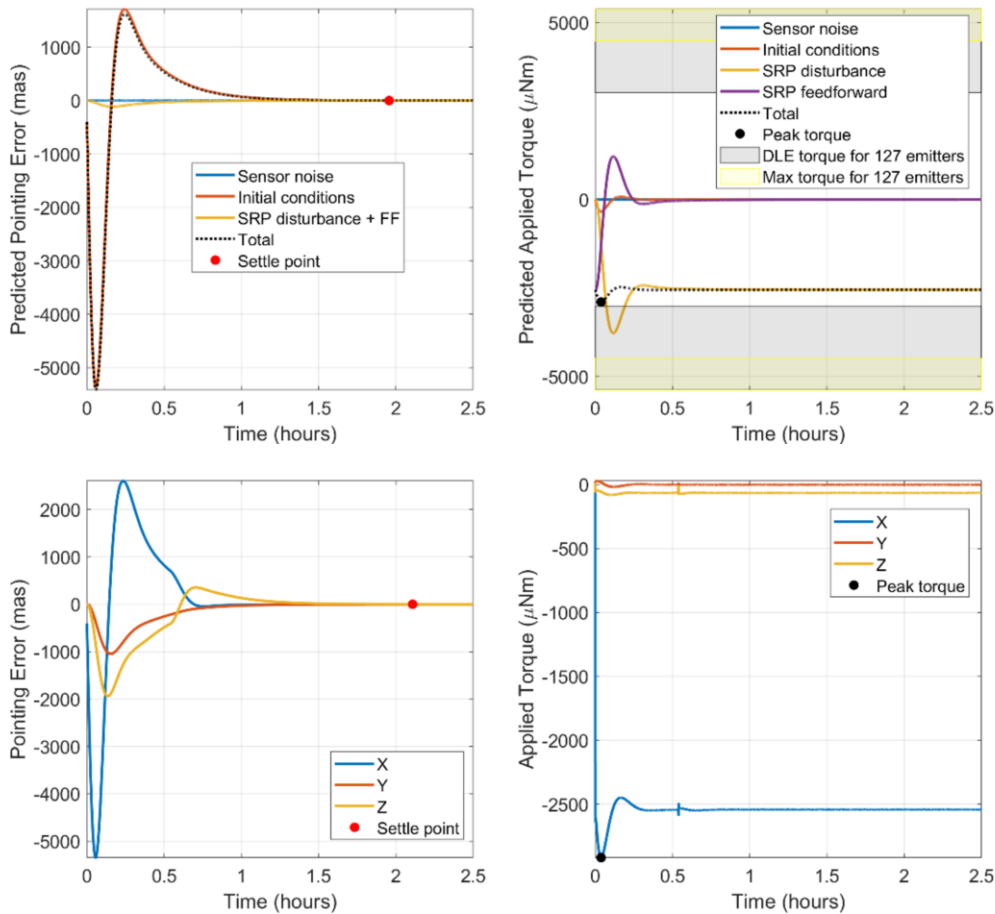 Predicted Pointing Error (mas)
1000
0
-1000
-2000
-3000
-4000
-5000
Sensor noise
Initial conditions
SRP disturbance + FF
Total
Settle point
0 0.5 1 1.5 2 2.5
Time (hours)
Predicted Applied Torque (μNm)
5000
0
-5000
Sensor noise
Initial conditions
SRP disturbance
SRP feedforward
Total
Peak torque
DLE torque for 127 emitters
Max torque for 127 emitters
0 0.5 1 1.5 2 2.5
Time (hours)
Pointing Error (mas)
2000
1000
0
-1000
-2000
-3000
-4000
-5000
X
Y
Z
Settle point
0 0.5 1 1.5 2 2.5
Time (hours)
Applied Torque (μNm)
0
-500
-1000
-1500
-2000
-2500
X
Y
Z
Peak torque
0 0.5 1 1.5 2 2.5
Time (hours)